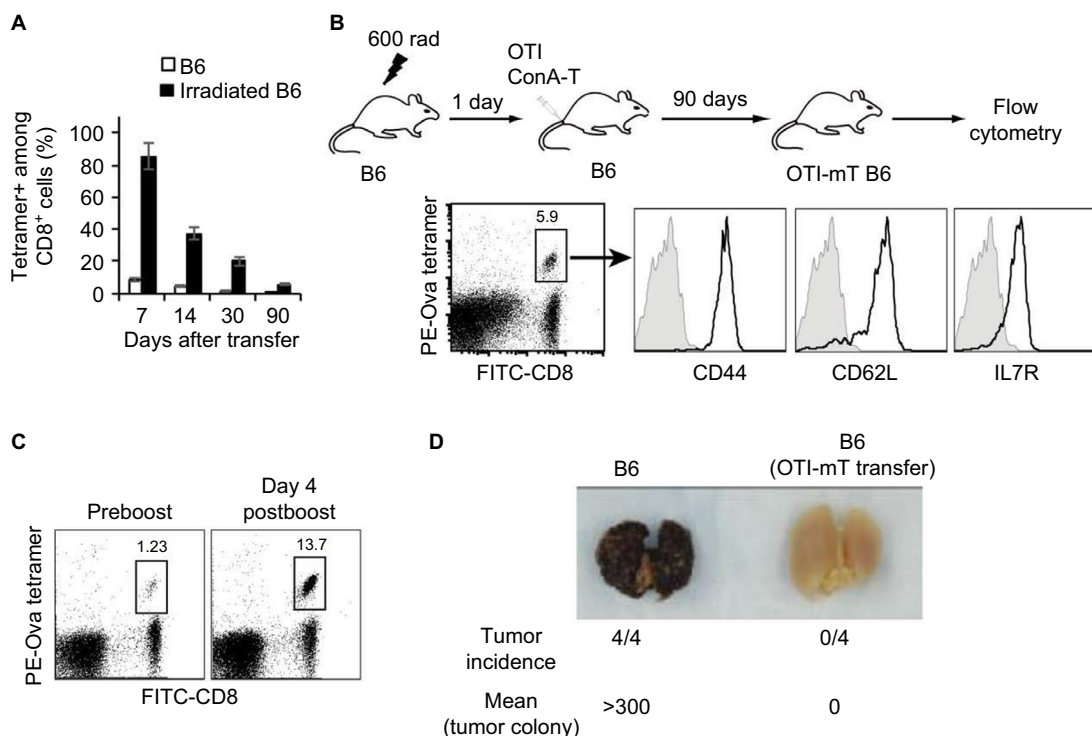 A
B6
Irradiated B6
Tetramer+ among
CD8+ cells (%)
100
80
60
40
20
0
7 14 30 90
Days after transfer
B
600 rad
OTI
ConA-T
1 day
90 days
Flow
cytometry
B6
B6
OTI-mT B6
PE-Ova tetramer
5.9
FITC-CD8
CD44
CD62L
IL7R
C
Preboost
Day 4
postboost
PE-Ova tetramer
1.23
13.7
FITC-CD8
D
B6
B6
(OTI-mT transfer)
Tumor
incidence
4/4
0/4
Mean
(tumor colony)
>300
0